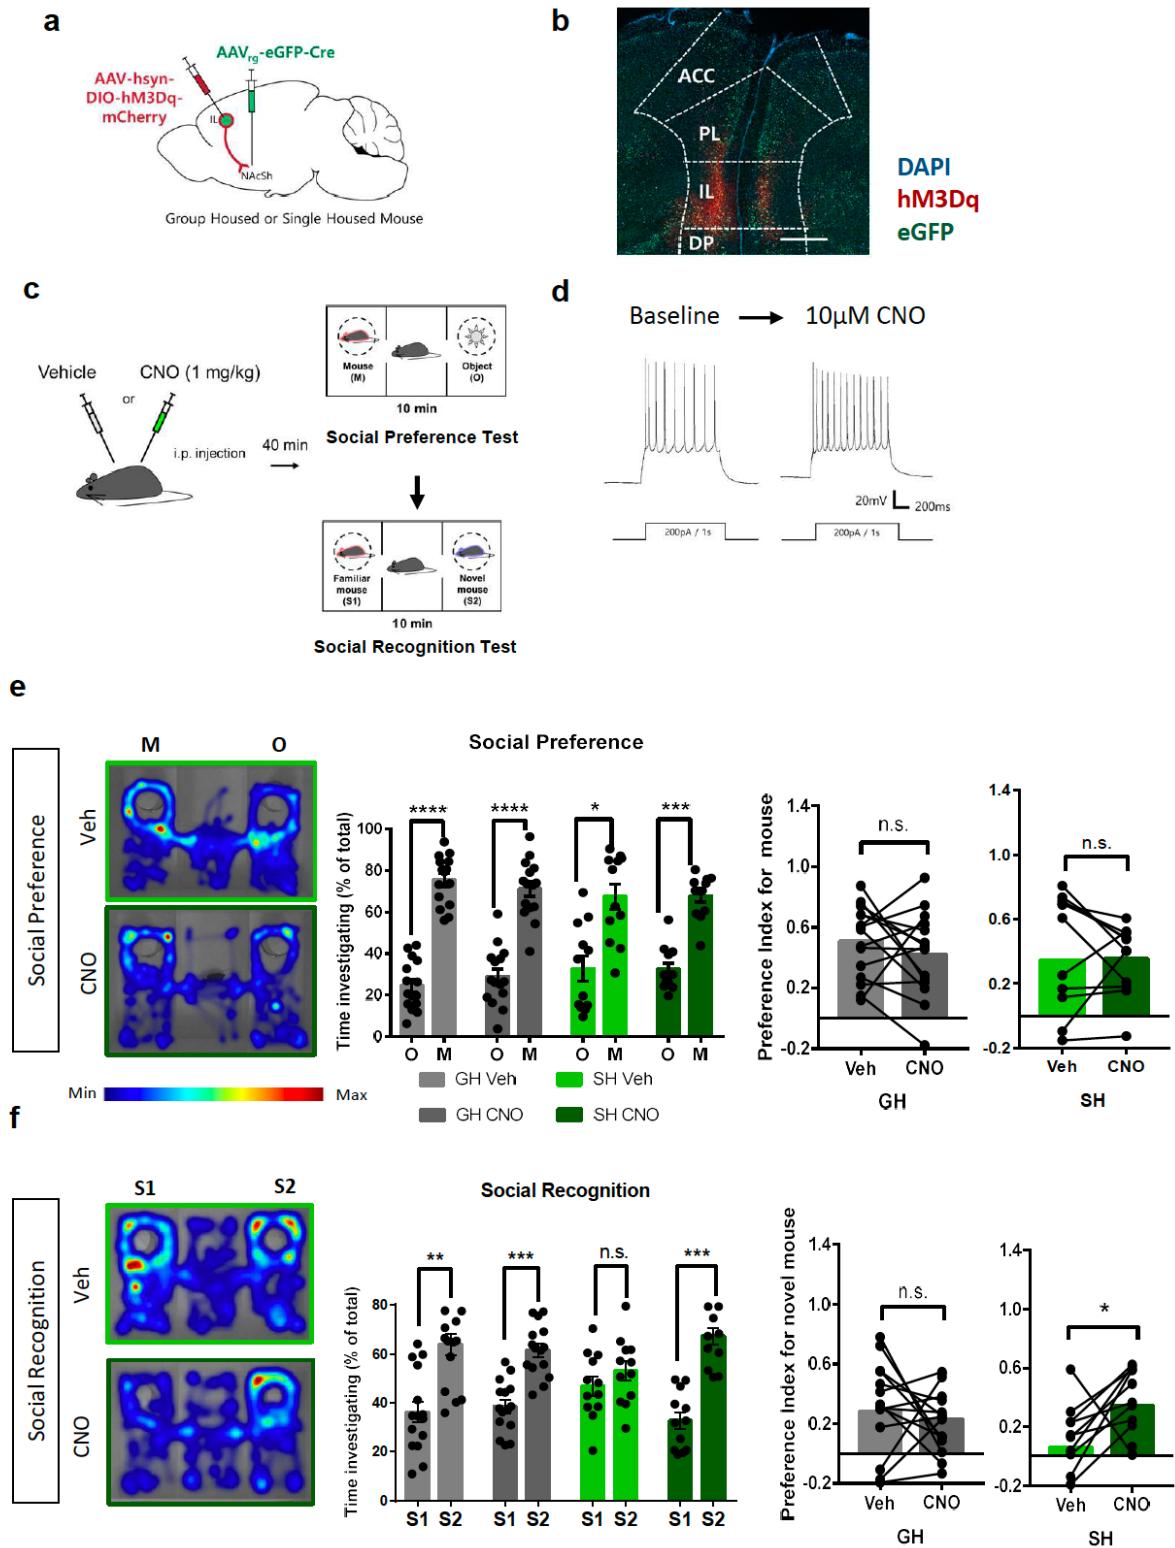 a
AAVrg-eGFP-Cre
AAV-hsyn-
DIO-hM3Dq-
mCherry
IL
NAcSh
Group Housed or Single Housed Mouse
b
ACC
PL
IL
DP
DAPI
hM3Dq
eGFP
c
Vehicle
or
CNO (1 mg/kg)
i.p. injection
40 min
Mouse
(M)
Object
(O)
10 min
Social Preference Test
Familiar
mouse
(S1)
Novel
mouse
(S2)
10 min
Social Recognition Test
d
Baseline
10µM CNO
20mV
200ms
200pA / 1s
200pA / 1s
e
Social Preference
M
O
Veh
CNO
Min
Max
Social Preference
Time investigating (% of total)
100
80
60
40
20
0
****
****
*
***
O M O M O M O M
GH Veh
SH Veh
GH CNO
SH CNO
Preference Index for mouse
1.4
1.0
0.6
0.2
-0.2
n.s.
Veh CNO
GH
1.4
1.0
0.6
0.2
-0.2
n.s.
Veh CNO
SH
f
Social Recognition
S1
S2
Veh
CNO
Social Recognition
Time investigating (% of total)
80
60
40
20
0
**
***
n.s.
***
S1 S2 S1 S2 S1 S2 S1 S2
Preference Index for novel mouse
1.4
1.0
0.6
0.2
-0.2
n.s.
Veh CNO
GH
1.4
1.0
0.6
0.2
-0.2
*
Veh CNO
SH